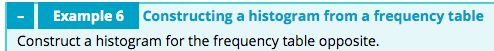 – Example 6 Constructing a histogram from a frequency table
Construct a histogram for the frequency table opposite.